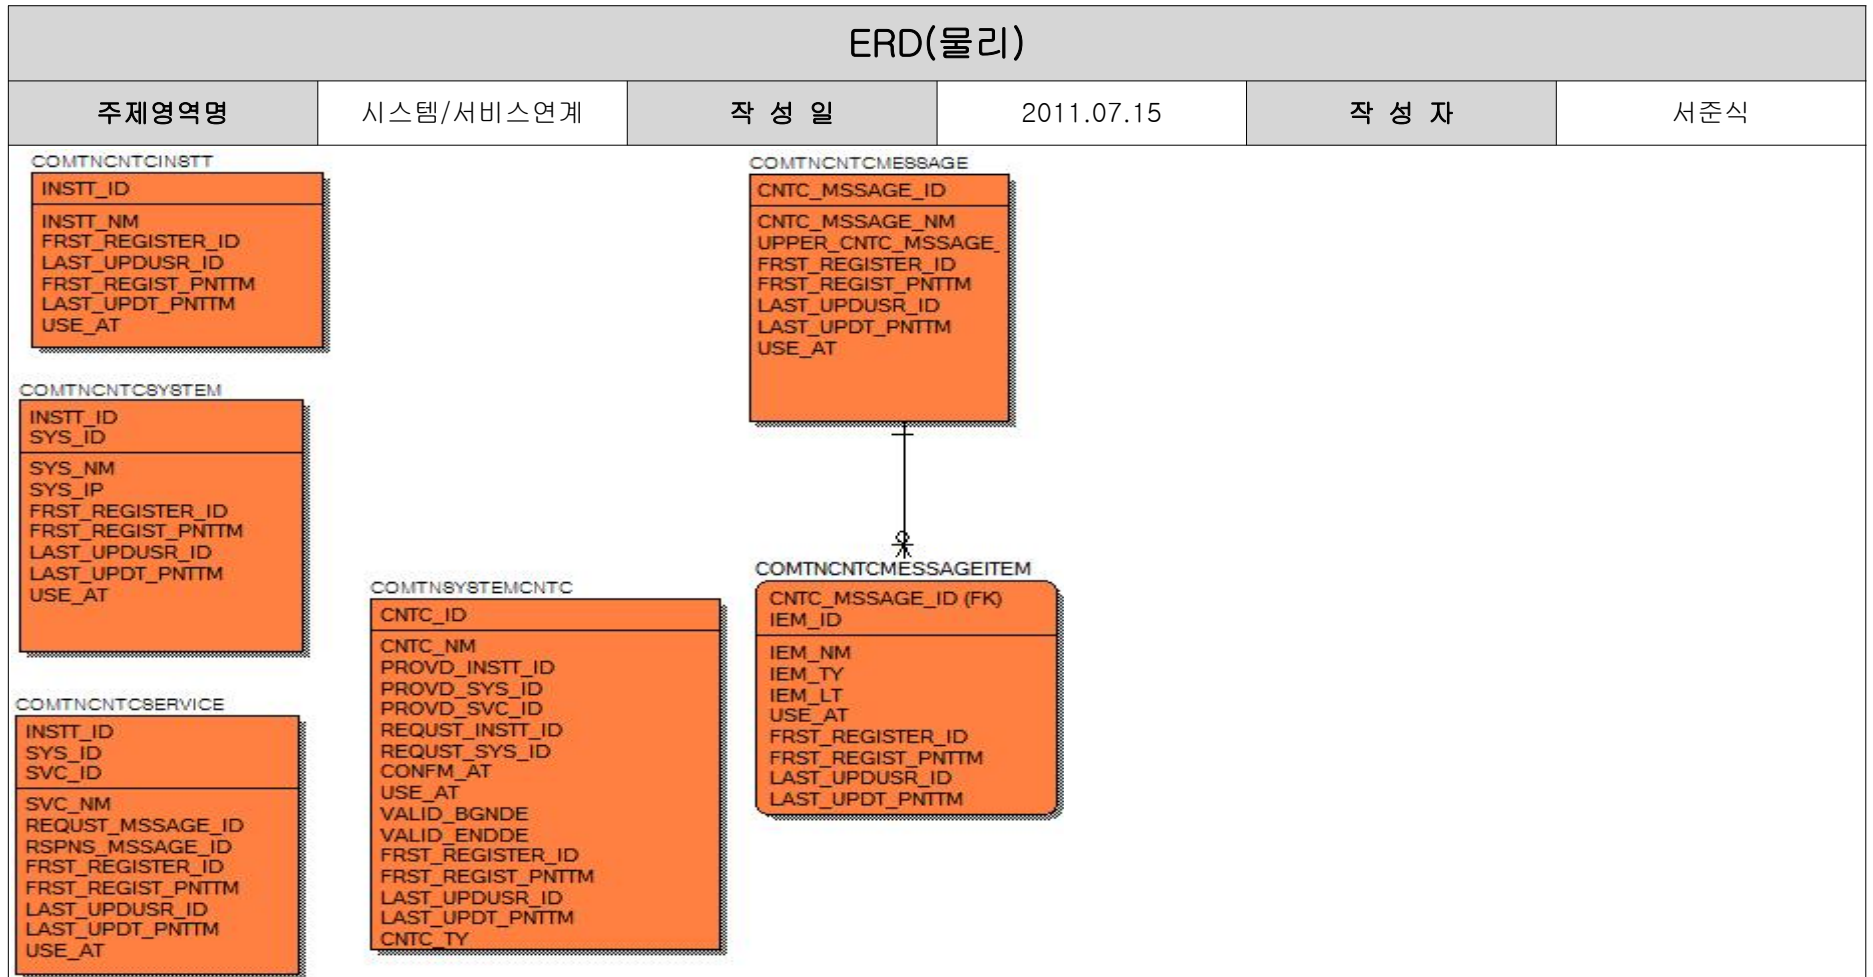 ERD(물리)
주제영역명 시스템/서비스연계 작 성 일 2011.07.15 작 성 자 서준식
COMTNCNTCINSTT
INSTT_ID
INSTT_NM
FRST_REGISTER_ID
LAST_UPDUSR_ID
FRST_REGIST_PNTTM
LAST_UPDT_PNTTM
USE_AT
COMTNCNTCSYSTEM
INSTT_ID
SYS_ID
SYS_NM
SYS_IP
FRST_REGISTER_ID
FRST_REGIST_PNTTM
LAST_UPDUSR_ID
LAST_UPDT_PNTTM
USE_AT
COMTNCNTCSERVICE
INSTT_ID
SYS_ID
SVC_ID
SVC_NM
REQUST_MSSAGE_ID
RSPNS_MSSAGE_ID
FRST_REGISTER_ID
FRST_REGIST_PNTTM
LAST_UPDUSR_ID
LAST_UPDT_PNTTM
USE_AT
COMTNSYSTEMCNTC
CNTC_ID
CNTC_NM
PROVD_INSTT_ID
PROVD_SYS_ID
PROVD_SVC_ID
REQUST_INSTT_ID
REQUST_SYS_ID
CONFM_AT
USE_AT
VALID_BGNDE
VALID_ENDDE
FRST_REGISTER_ID
FRST_REGIST_PNTTM
LAST_UPDUSR_ID
LAST_UPDT_PNTTM
CNTC_TY
COMTNCNTCMESSAGE
CNTC_MSSAGE_ID
CNTC_MSSAGE_NM
UPPER_CNTC_MSSAGE_
FRST_REGISTER_ID
FRST_REGIST_PNTTM
LAST_UPDUSR_ID
LAST_UPDT_PNTTM
USE_AT
COMTNCNTCMESSAGEITEM
CNTC_MSSAGE_ID (FK)
IEM_ID
IEM_NM
IEM_TY
IEM_LT
USE_AT
FRST_REGISTER_ID
FRST_REGIST_PNTTM
LAST_UPDUSR_ID
LAST_UPDT_PNTTM